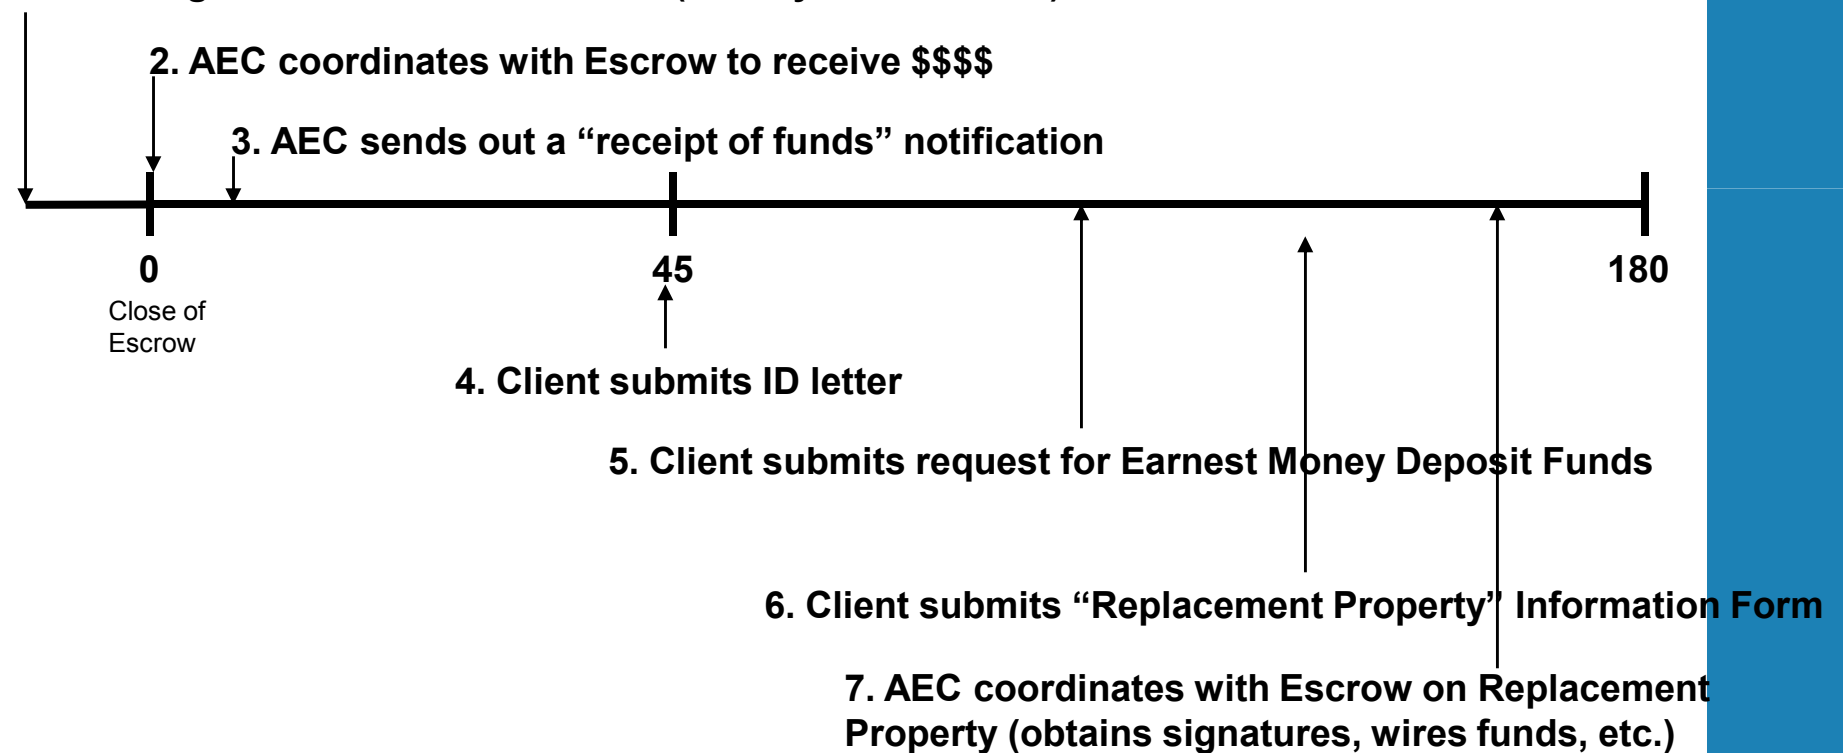 2. AEC coordinates with Escrow to receive $$$$
3. AEC sends out a “receipt of funds” notification
0
45
180
Close of
Escrow
4. Client submits ID letter
5. Client submits request for Earnest Money Deposit Funds
6. Client submits “Replacement Property” Information Form
7. AEC coordinates with Escrow on Replacement
Property (obtains signatures, wires funds, etc.)